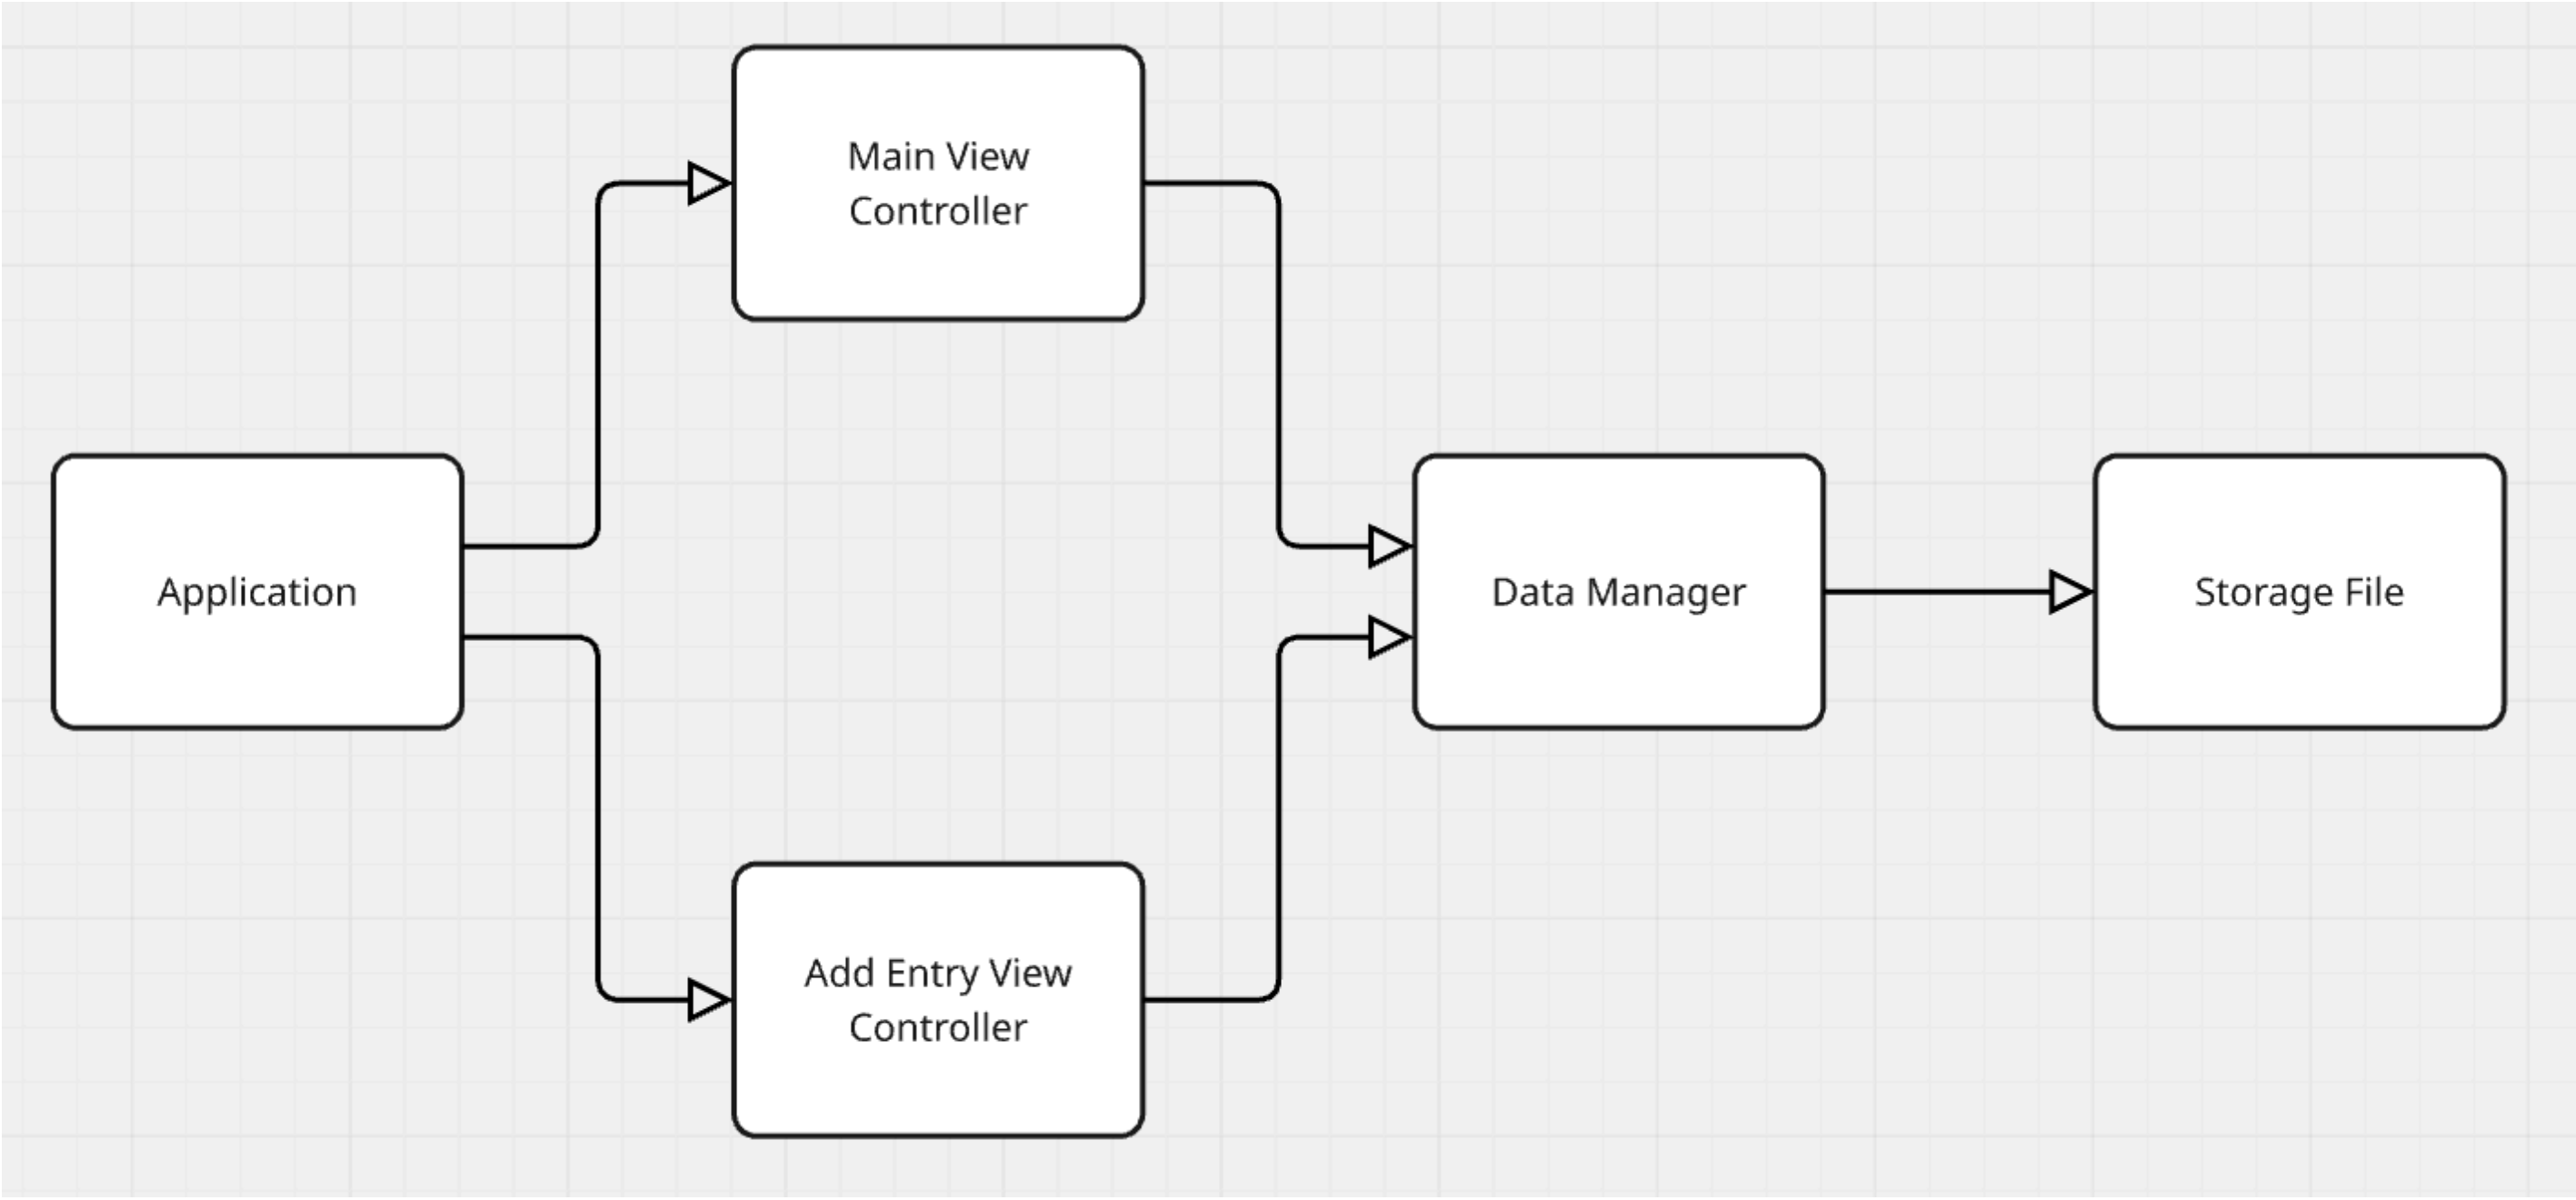 Main View
Controller
Application
Data Manager
Storage File
Add Entry View
Controller